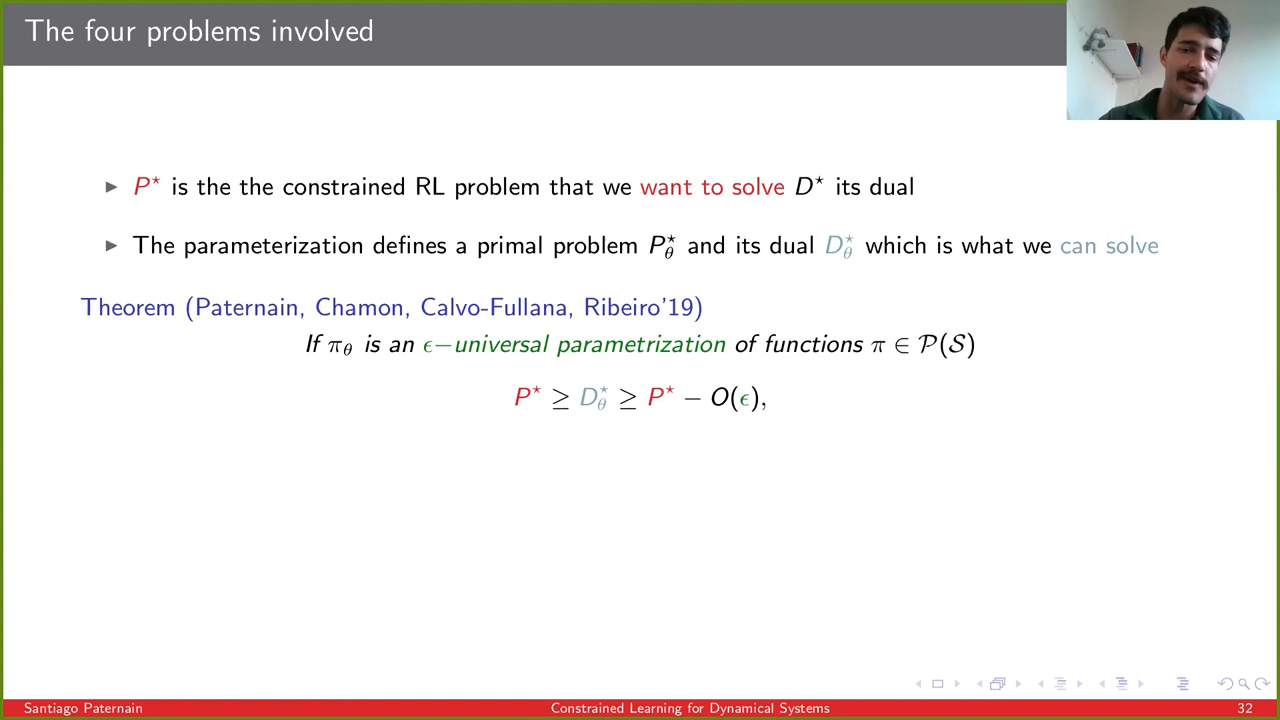 The four problems involved
▶ P* is the the constrained RL problem that we want to solve D* its dual
▶ The parameterization defines a primal problem P*θ and its dual D*θ which is what we can solve
Theorem (Paternain, Chamon, Calvo-Fullana, Ribeiro'19)
If πθ is an ϵ−universal parametrization of functions π ∈ P(S)
P* ≥ D*θ ≥ P* − O(ϵ),
Santiago Paternain
Constrained Learning for Dynamical Systems
32